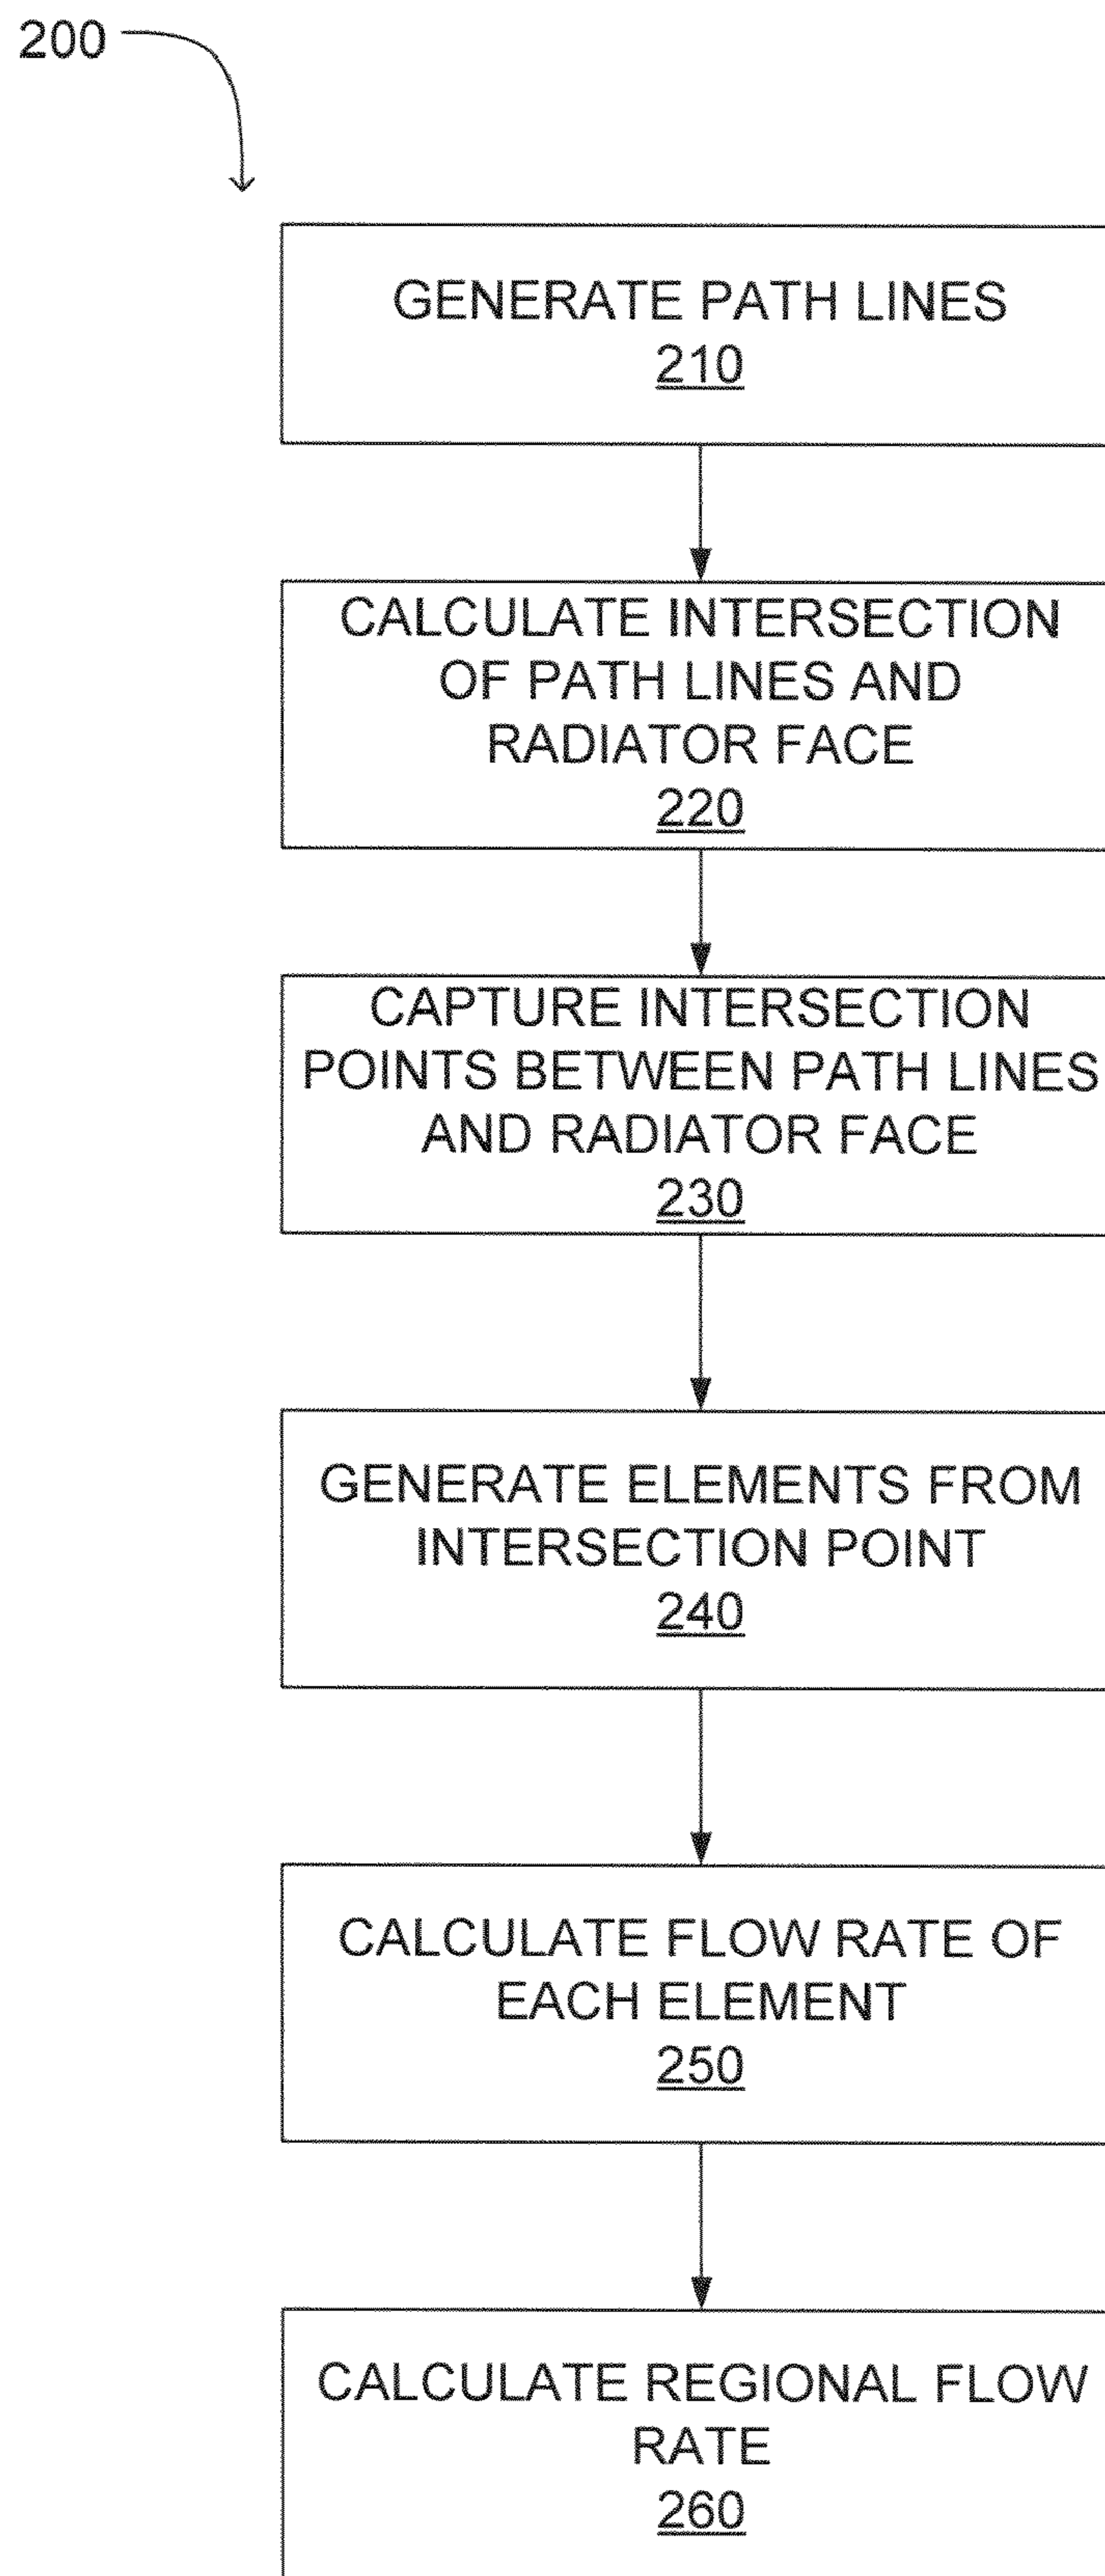 200
GENERATE PATH LINES
210
CALCULATE INTERSECTION
OF PATH LINES AND
RADIATOR FACE
220
CAPTURE INTERSECTION
POINTS BETWEEN PATH LINES
AND RADIATOR FACE
230
GENERATE ELEMENTS FROM
INTERSECTION POINT
240
CALCULATE FLOW RATE OF
EACH ELEMENT
250
CALCULATE REGIONAL FLOW
RATE
260